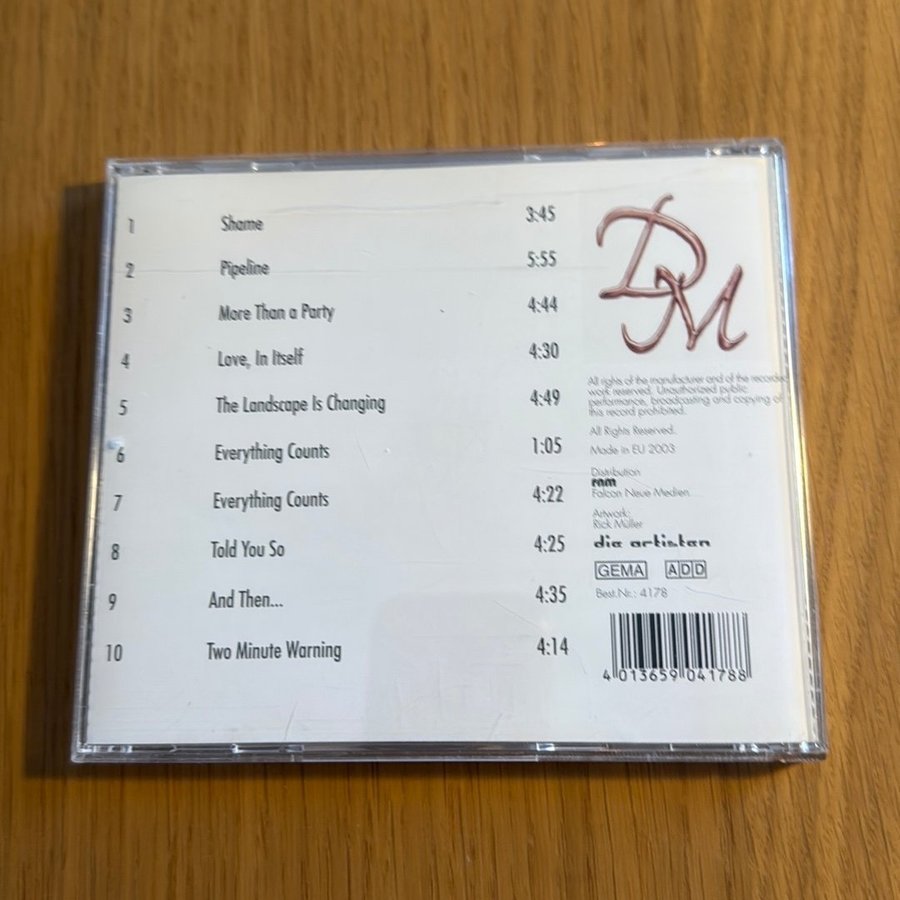 1 Shame 3:45
2 Pipeline 5:55
3 More Than a Party 4:44
4 Love, In Itself 4:30
5 The Landscape Is Changing 4:49
6 Everything Counts 1:05
7 Everything Counts 4:22
8 Told You So 4:25
9 And Then... 4:35
10 Two Minute Warning 4:14
DM
All rights of the manufacturer and of the recorded
work reserved. Unauthorized public
performance, broadcasting and copying of
this record prohibited.
All Rights Reserved.
Made in EU 2003
Distribution
rnm
Falcon Neue Medien
Artwork:
Rick Müller
die artisten
GEMA ADD
Best.Nr.: 4178
4 013659 041788